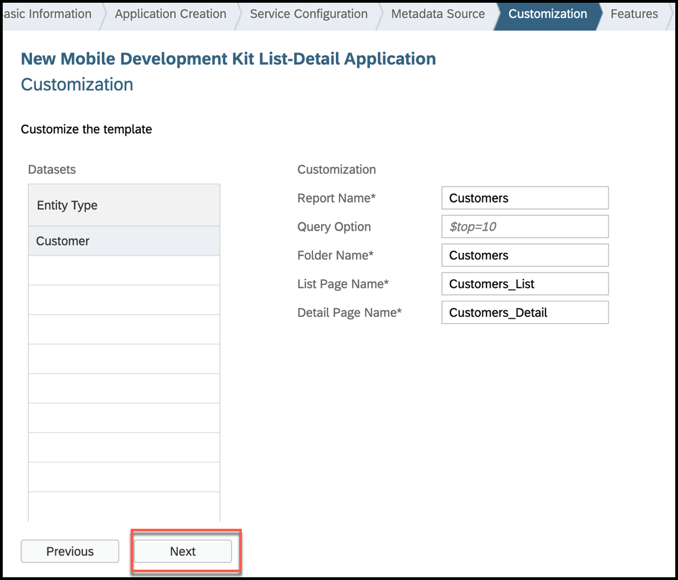 asic Information Application Creation Service Configuration Metadata Source Customization Features
New Mobile Development Kit List-Detail Application
Customization
Customize the template
Datasets
Entity Type
Customer
Customization
Report Name* Customers
Query Option $top=10
Folder Name* Customers
List Page Name* Customers_List
Detail Page Name* Customers_Detail
Previous Next